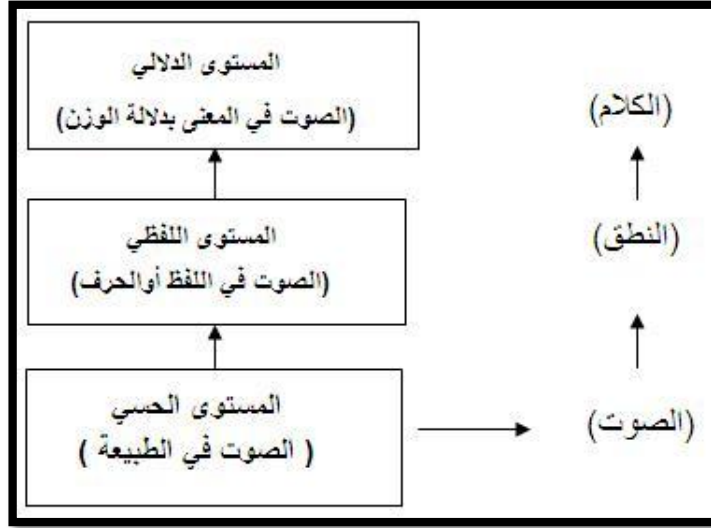 المستوى الدلالي
(الصوت في المعنى بدلالة الوزن)
(الكلام)
المستوى اللفظي
(الصوت في اللفظ أوالحرف)
(النطق)
المستوى الحسي
( الصوت في الطبيعة )
(الصوت)